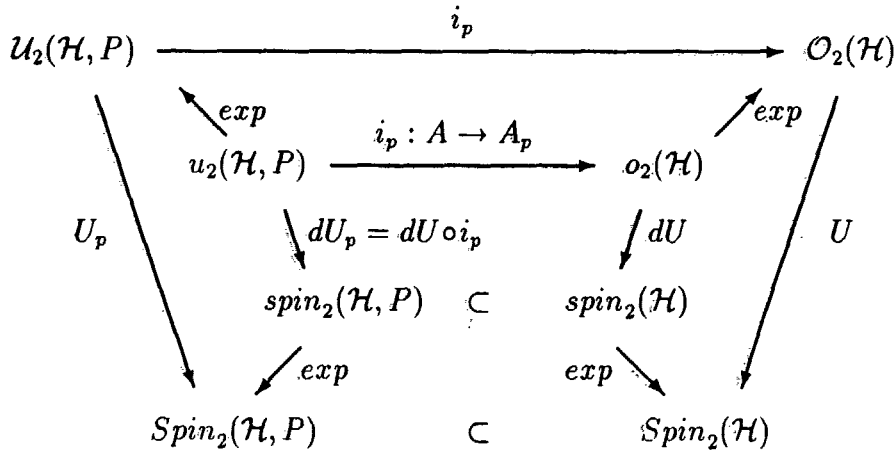 i_p
𝒰₂(ℋ, P) 𝒪₂(ℋ)
exp exp
i_p : A → A_p
u₂(ℋ, P) o₂(ℋ)
U_p dU_p = dU∘i_p dU U
spin₂(ℋ, P) ⊂ spin₂(ℋ)
exp exp
Spin₂(ℋ, P) ⊂ Spin₂(ℋ)